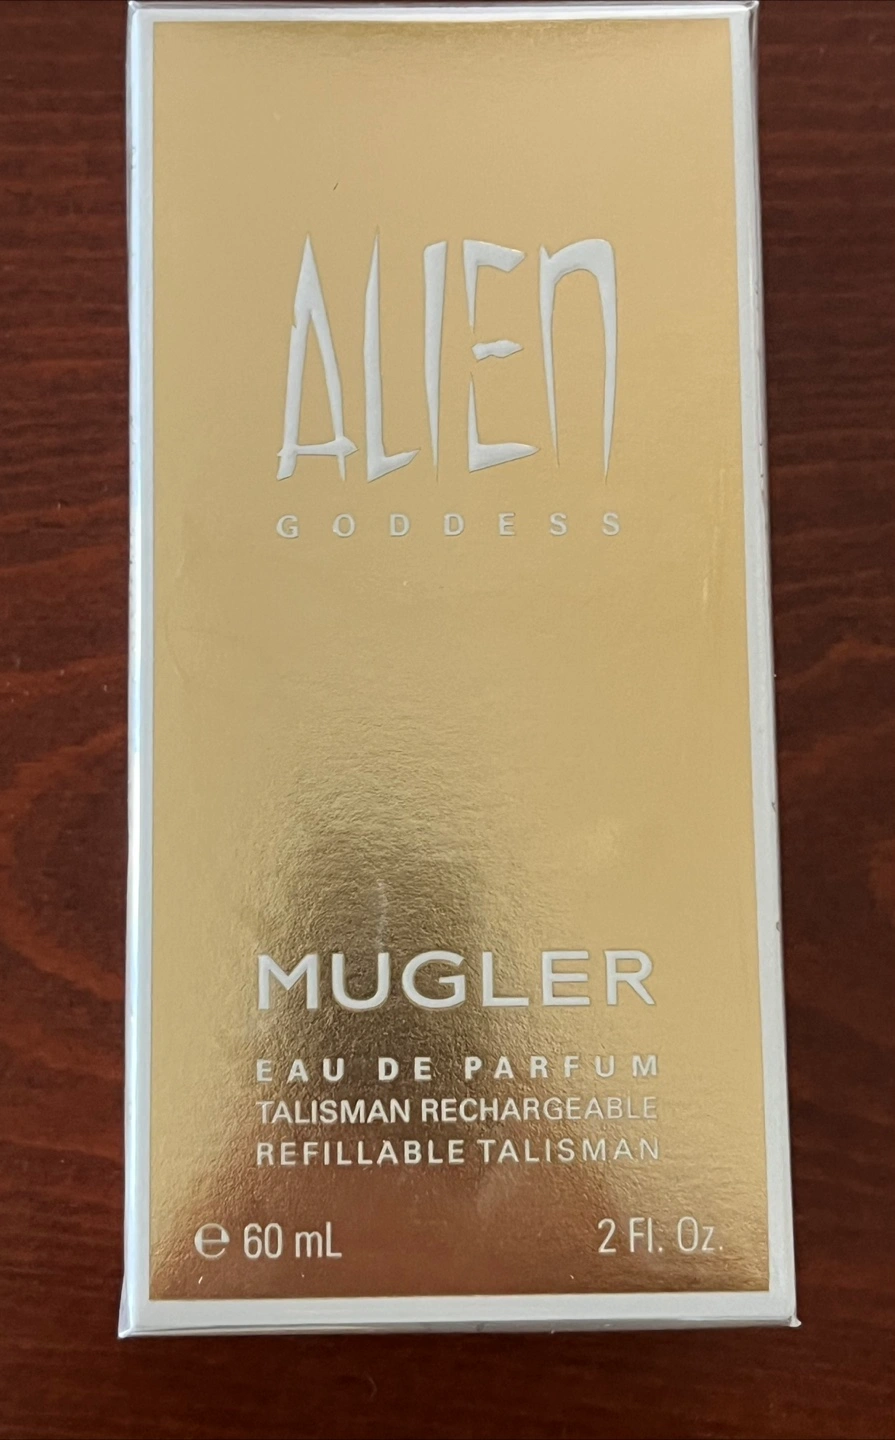 ALIEN
GODDESS
MUGLER
EAU DE PARFUM
TALISMAN RECHARGEABLE
REFILLABLE TALISMAN
℮ 60 mL 2 Fl. Oz.